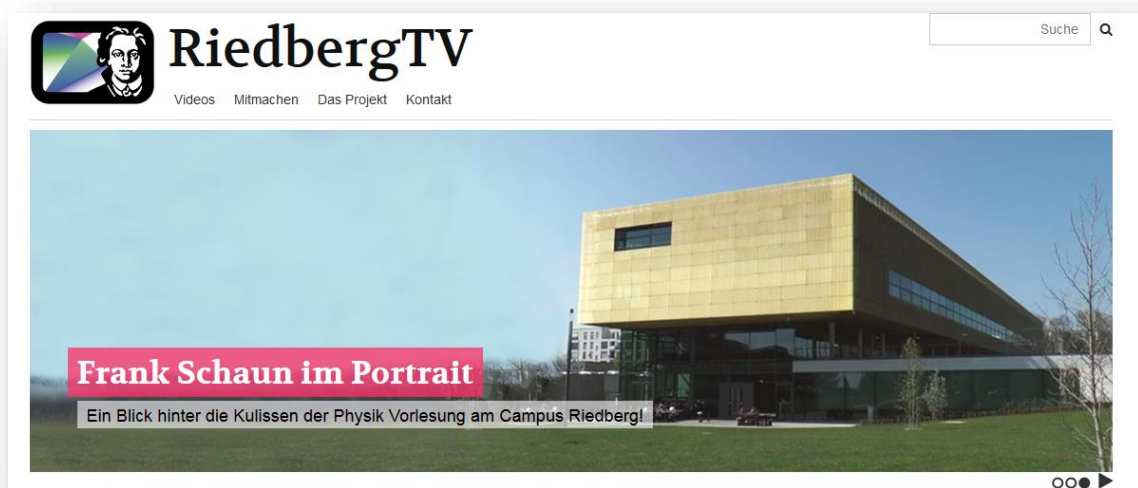 Suche
RiedbergTV
Videos Mitmachen Das Projekt Kontakt
Frank Schaun im Portrait
Ein Blick hinter die Kulissen der Physik Vorlesung am Campus Riedberg!